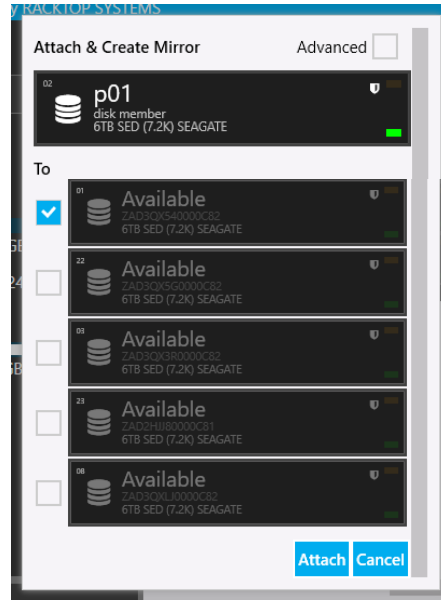 y RACKTOP SYSTEMS
Attach & Create Mirror
Advanced
02
p01
disk member
6TB SED (7.2K) SEAGATE
To
01
Available
ZAD3QX540000C82
6TB SED (7.2K) SEAGATE
22
Available
ZAD3QX5G0000C82
6TB SED (7.2K) SEAGATE
03
Available
ZAD3QX3R0000C82
6TB SED (7.2K) SEAGATE
23
Available
ZAD2HJJ80000C81
6TB SED (7.2K) SEAGATE
08
Available
ZAD3QXLJ0000C82
6TB SED (7.2K) SEAGATE
Attach
Cancel